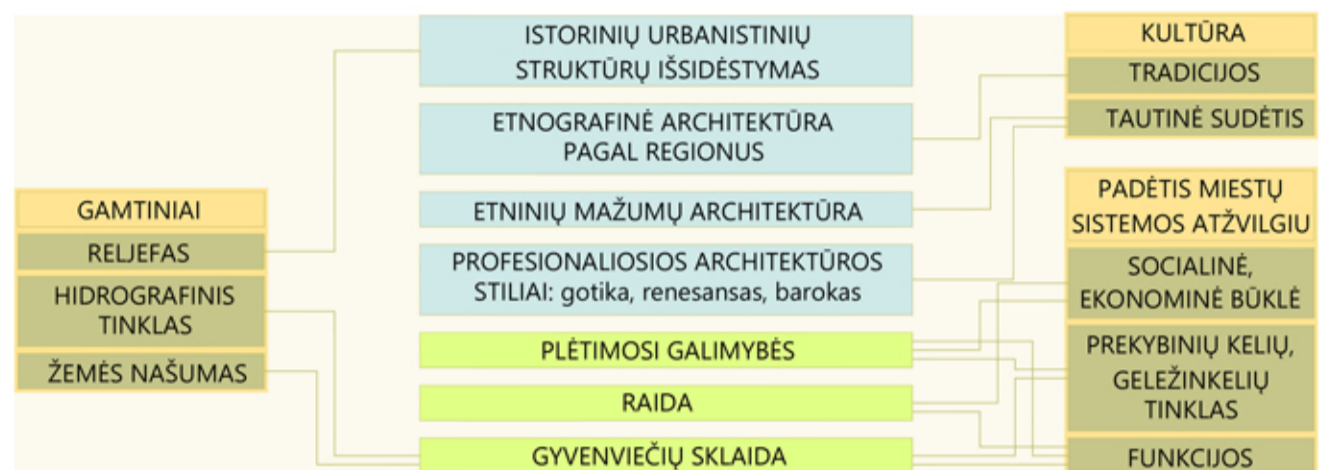 GAMTINIAI
RELJEFAS
HIDROGRAFINIS
TINKLAS
ŽEMĖS NAŠUMAS
ISTORINIŲ URBANISTINIŲ
STRUKTŪRŲ IŠSIDĖSTYMAS
ETNOGRAFINĖ ARCHITEKTŪRA
PAGAL REGIONUS
ETNINIŲ MAŽUMŲ ARCHITEKTŪRA
PROFESIONALIOSIOS ARCHITEKTŪROS
STILIAI: gotika, renesansas, barokas
PLĖTIMOSI GALIMYBĖS
RAIDA
GYVENVIEČIŲ SKLAIDA
KULTŪRA
TRADICIJOS
TAUTINĖ SUDĖTIS
PADĖTIS MIESTŲ
SISTEMOS ATŽVILGIU
SOCIALINĖ,
EKONOMINĖ BŪKLĖ
PREKYBINIŲ KELIŲ,
GELEŽINKELIŲ
TINKLAS
FUNKCIJOS